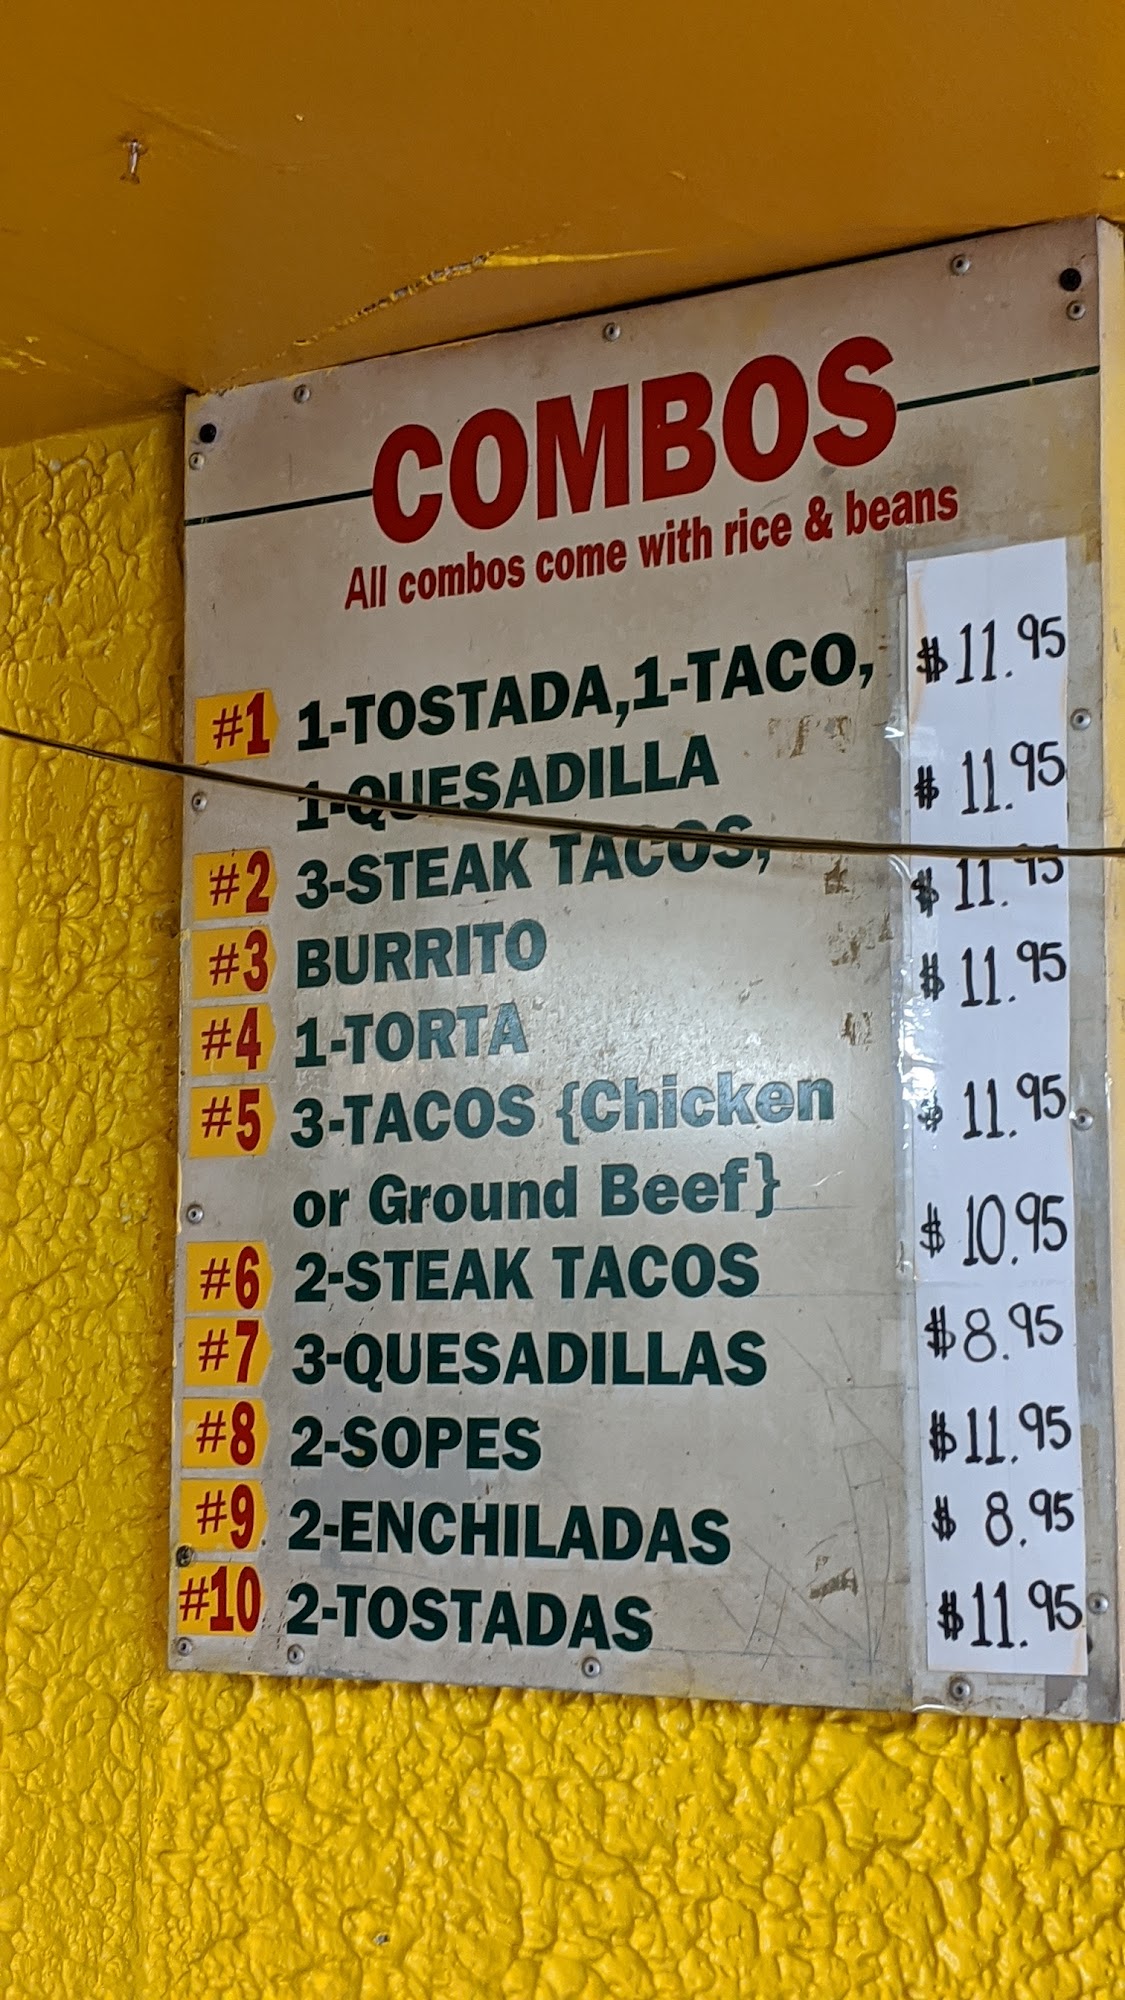 COMBOS
All combos come with rice & beans
#1 1-TOSTADA,1-TACO, $11.95
1-QUESADILLA $11.95
#2 3-STEAK TACOS, $11.95
#3 BURRITO $11.95
#4 1-TORTA
#5 3-TACOS {Chicken $11.95
or Ground Beef} $10.95
#6 2-STEAK TACOS
#7 3-QUESADILLAS $8.95
#8 2-SOPES $11.95
#9 2-ENCHILADAS $8.95
#10 2-TOSTADAS $11.95